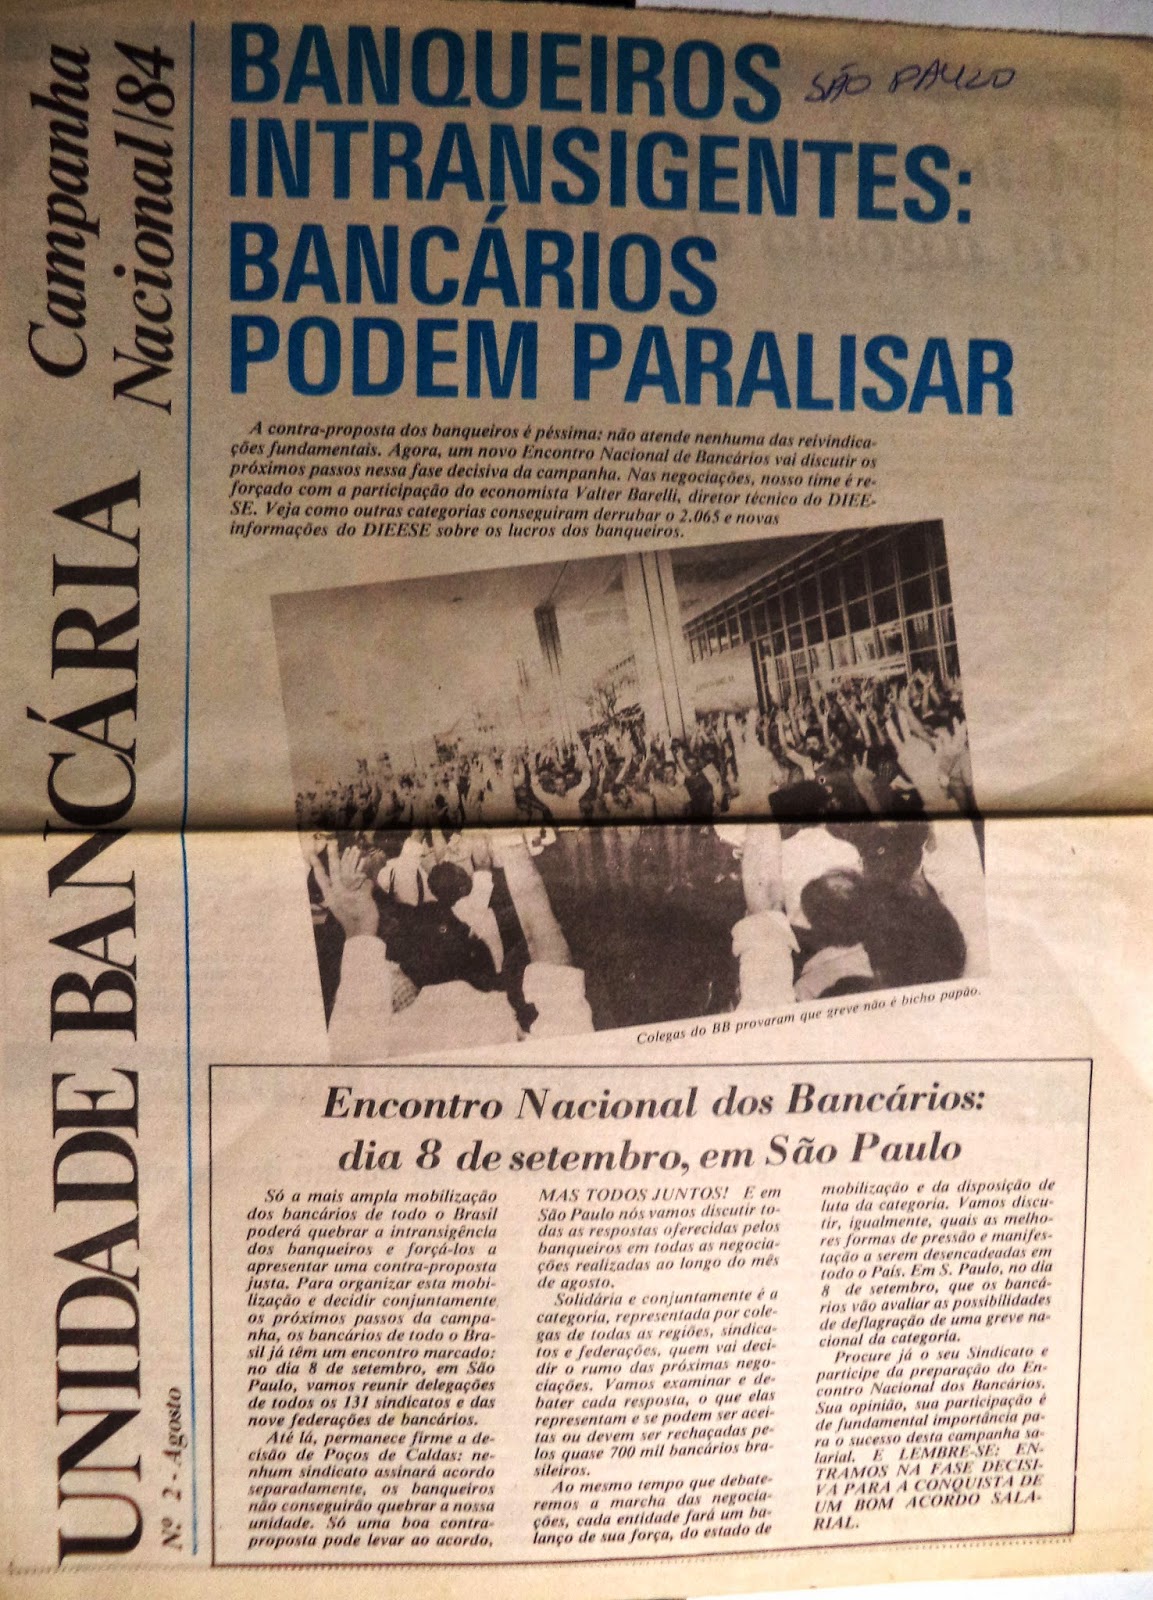 UNIDADE BANCÁRIA
Campanha
Nacional/84
N.º 2 - Agosto
BANQUEIROS
INTRANSIGENTES:
BANCÁRIOS
PODEM PARALISAR
SÃO PAULO
A contra-proposta dos banqueiros é péssima: não atende nenhuma das reivindica-
ções fundamentais. Agora, um novo Encontro Nacional de Bancários vai discutir os
próximos passos nessa fase decisiva da campanha. Nas negociações, nosso time é re-
forçado com a participação do economista Valter Barelli, diretor técnico do DIEE-
SE. Veja como outras categorias conseguiram derrubar o 2.065 e novas
informações do DIEESE sobre os lucros dos banqueiros.
Colegas do BB provaram que greve não é bicho papão.
Encontro Nacional dos Bancários:
dia 8 de setembro, em São Paulo
Só a mais ampla mobilização
dos bancários de todo o Brasil
poderá quebrar a intransigência
dos banqueiros e forçá-los a
apresentar uma contra-proposta
justa. Para organizar esta mobi-
lização e decidir conjuntamente
os próximos passos da campa-
nha, os bancários de todo o Bra-
sil já têm um encontro marcado:
no dia 8 de setembro, em São
Paulo, vamos reunir delegações
de todos os 131 sindicatos e das
nove federações de bancários.
Até lá, permanece firme a de-
cisão de Poços de Caldas: ne-
nhum sindicato assinará acordo
separadamente, os banqueiros
não conseguirão quebrar a nossa
unidade. Só uma boa contra-
proposta pode levar ao acordo,
MAS TODOS JUNTOS! E em
São Paulo nós vamos discutir to-
das as respostas oferecidas pelos
banqueiros em todas as negocia-
ções realizadas ao longo do mês
de agosto.
Solidária e conjuntamente é a
categoria, representada por cole-
gas de todas as regiões, sindica-
tos e federações, quem vai deci-
dir o rumo das próximas nego-
ciações. Vamos examinar e de-
bater cada resposta, o que elas
representam e se podem ser acei-
tas ou devem ser rechaçadas pe-
los quase 700 mil bancários bra-
sileiros.
Ao mesmo tempo que debate-
remos a marcha das negocia-
ções, cada entidade fará um ba-
lanço de sua força, do estado de
mobilização e da disposição de
luta da categoria. Vamos discu-
tir, igualmente, quais as melho-
res formas de pressão e manifes-
tação a serem desencadeadas em
todo o País. Em S. Paulo, no dia
8 de setembro, que os bancá-
rios vão avaliar as possibilidades
de deflagração de uma greve na-
cional da categoria.
Procure já o seu Sindicato e
participe da preparação do En-
contro Nacional dos Bancários.
Sua opinião, sua participação é
de fundamental importância pa-
ra o sucesso desta campanha sa-
larial. E LEMBRE-SE: EN-
TRAMOS NA FASE DECISI-
VA PARA A CONQUISTA DE
UM BOM ACORDO SALA-
RIAL.